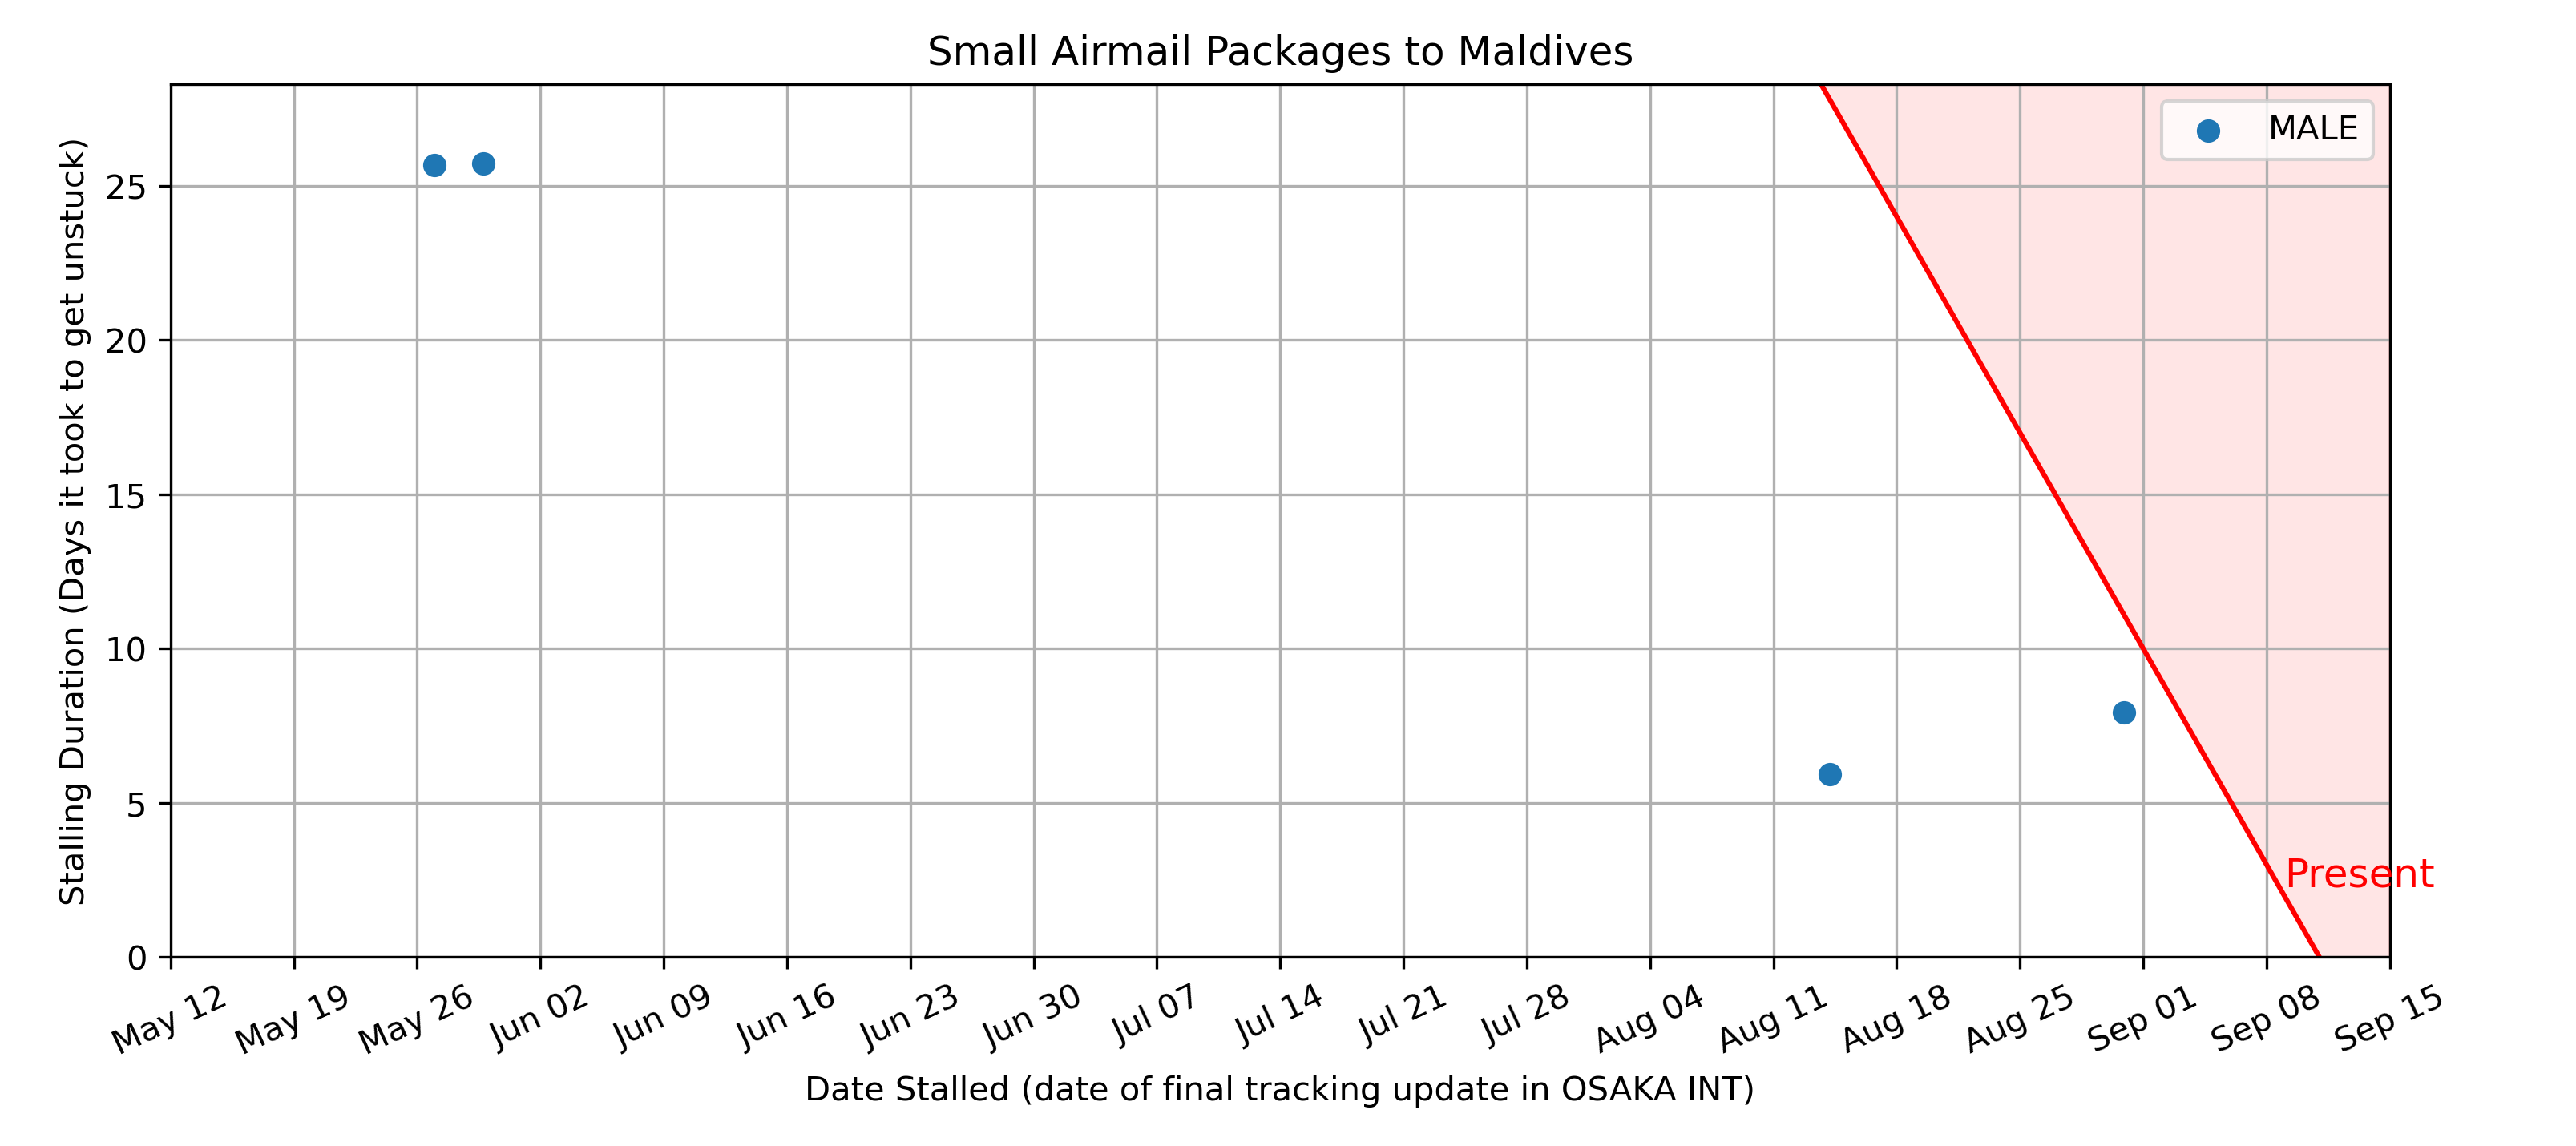 Small Airmail Packages to Maldives
MALE
Stalling Duration (Days it took to get unstuck)
25
20
15
10
5
0
Present
May 12
May 19
May 26
Jun 02
Jun 09
Jun 16
Jun 23
Jun 30
Jul 07
Jul 14
Jul 21
Jul 28
Aug 04
Aug 11
Aug 18
Aug 25
Sep 01
Sep 08
Sep 15
Date Stalled (date of final tracking update in OSAKA INT)